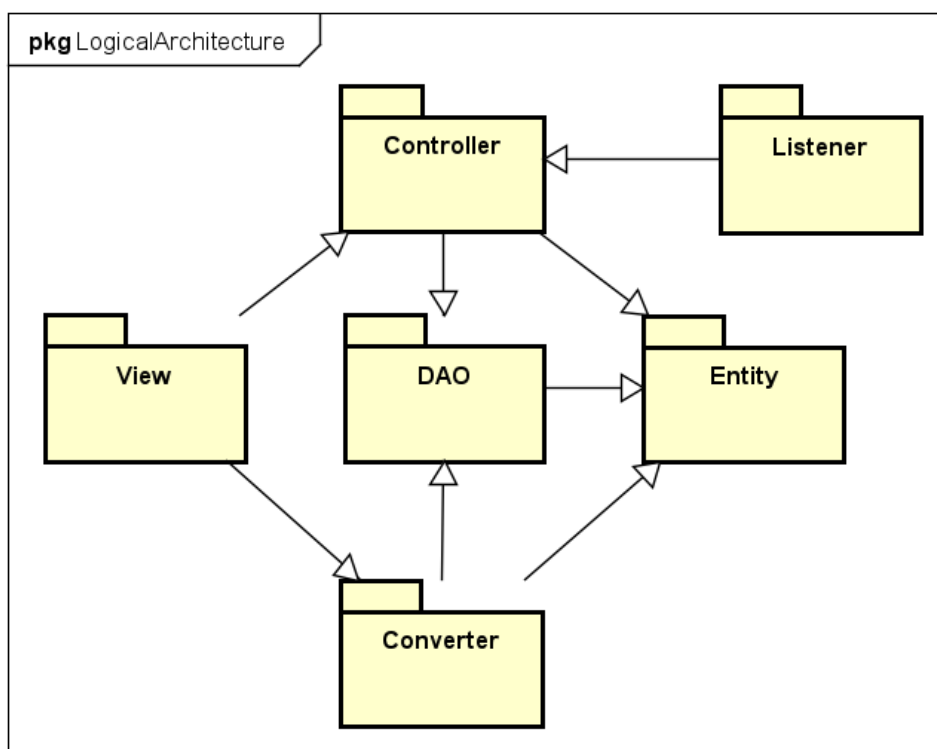 pkg LogicalArchitecture
Controller
Listener
View
DAO
Entity
Converter